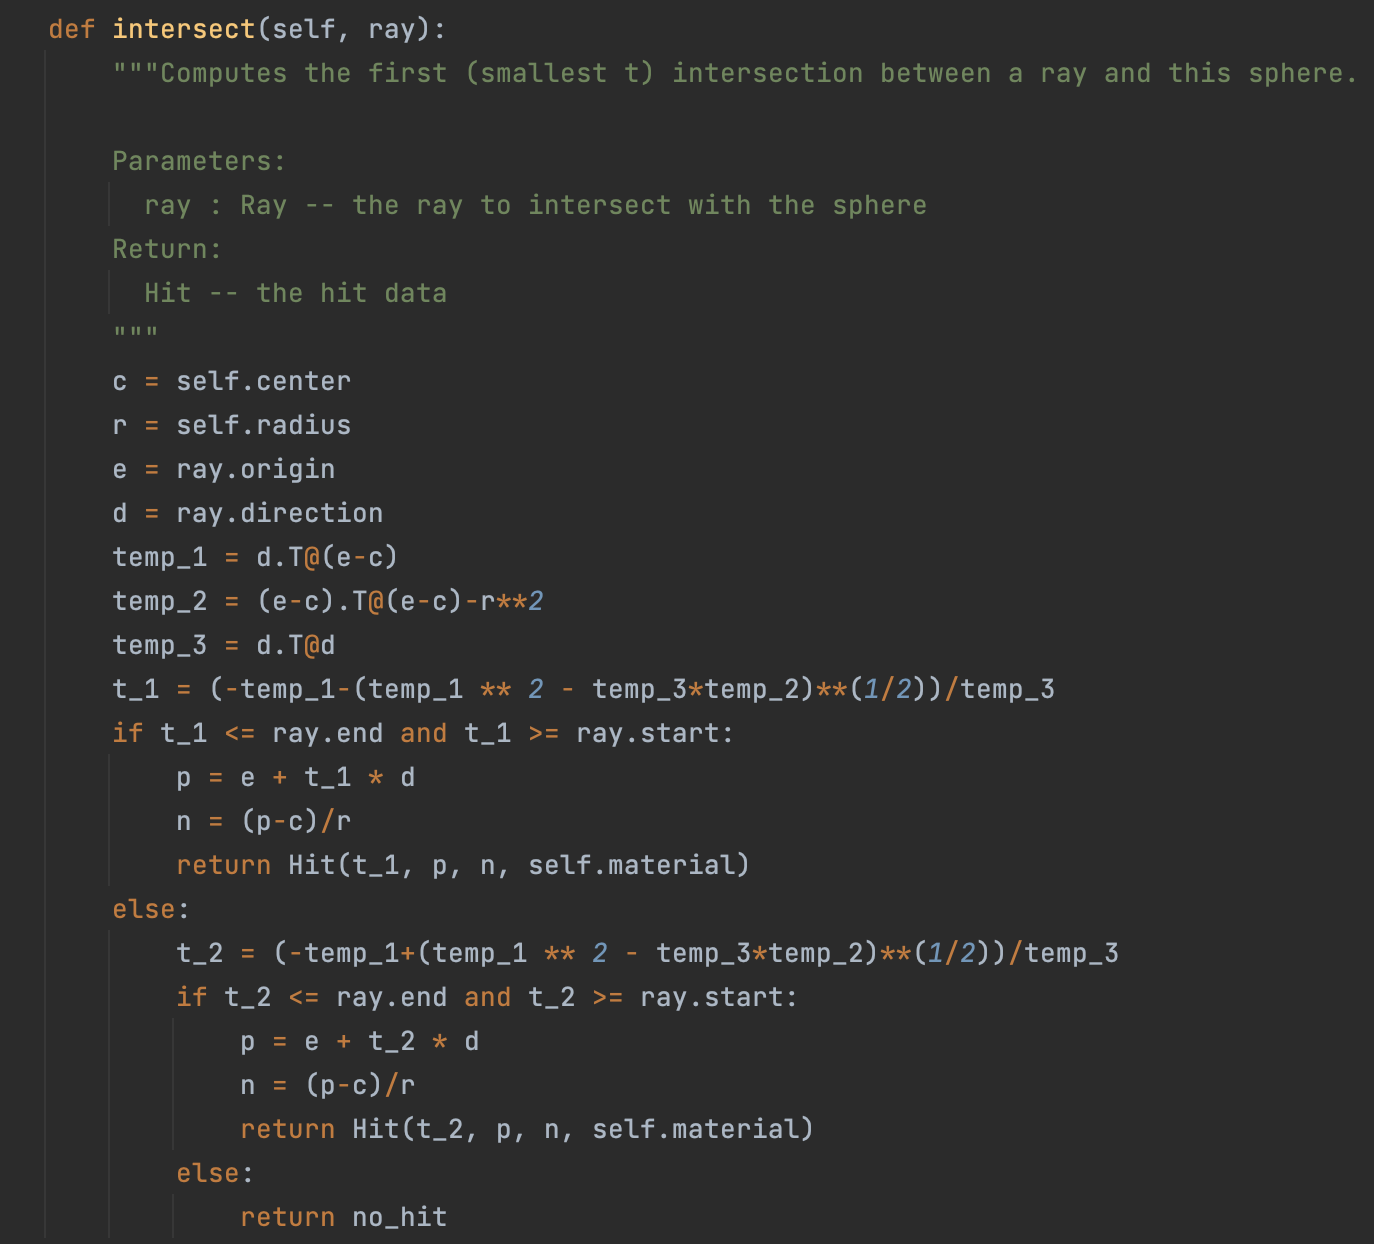 def intersect(self, ray):
    """Computes the first (smallest t) intersection between a ray and this sphere.

    Parameters:
      ray : Ray -- the ray to intersect with the sphere
    Return:
      Hit -- the hit data
    """
    c = self.center
    r = self.radius
    e = ray.origin
    d = ray.direction
    temp_1 = d.T@(e-c)
    temp_2 = (e-c).T@(e-c)-r**2
    temp_3 = d.T@d
    t_1 = (-temp_1-(temp_1 ** 2 - temp_3*temp_2)**(1/2))/temp_3
    if t_1 <= ray.end and t_1 >= ray.start:
        p = e + t_1 * d
        n = (p-c)/r
        return Hit(t_1, p, n, self.material)
    else:
        t_2 = (-temp_1+(temp_1 ** 2 - temp_3*temp_2)**(1/2))/temp_3
        if t_2 <= ray.end and t_2 >= ray.start:
            p = e + t_2 * d
            n = (p-c)/r
            return Hit(t_2, p, n, self.material)
        else:
            return no_hit